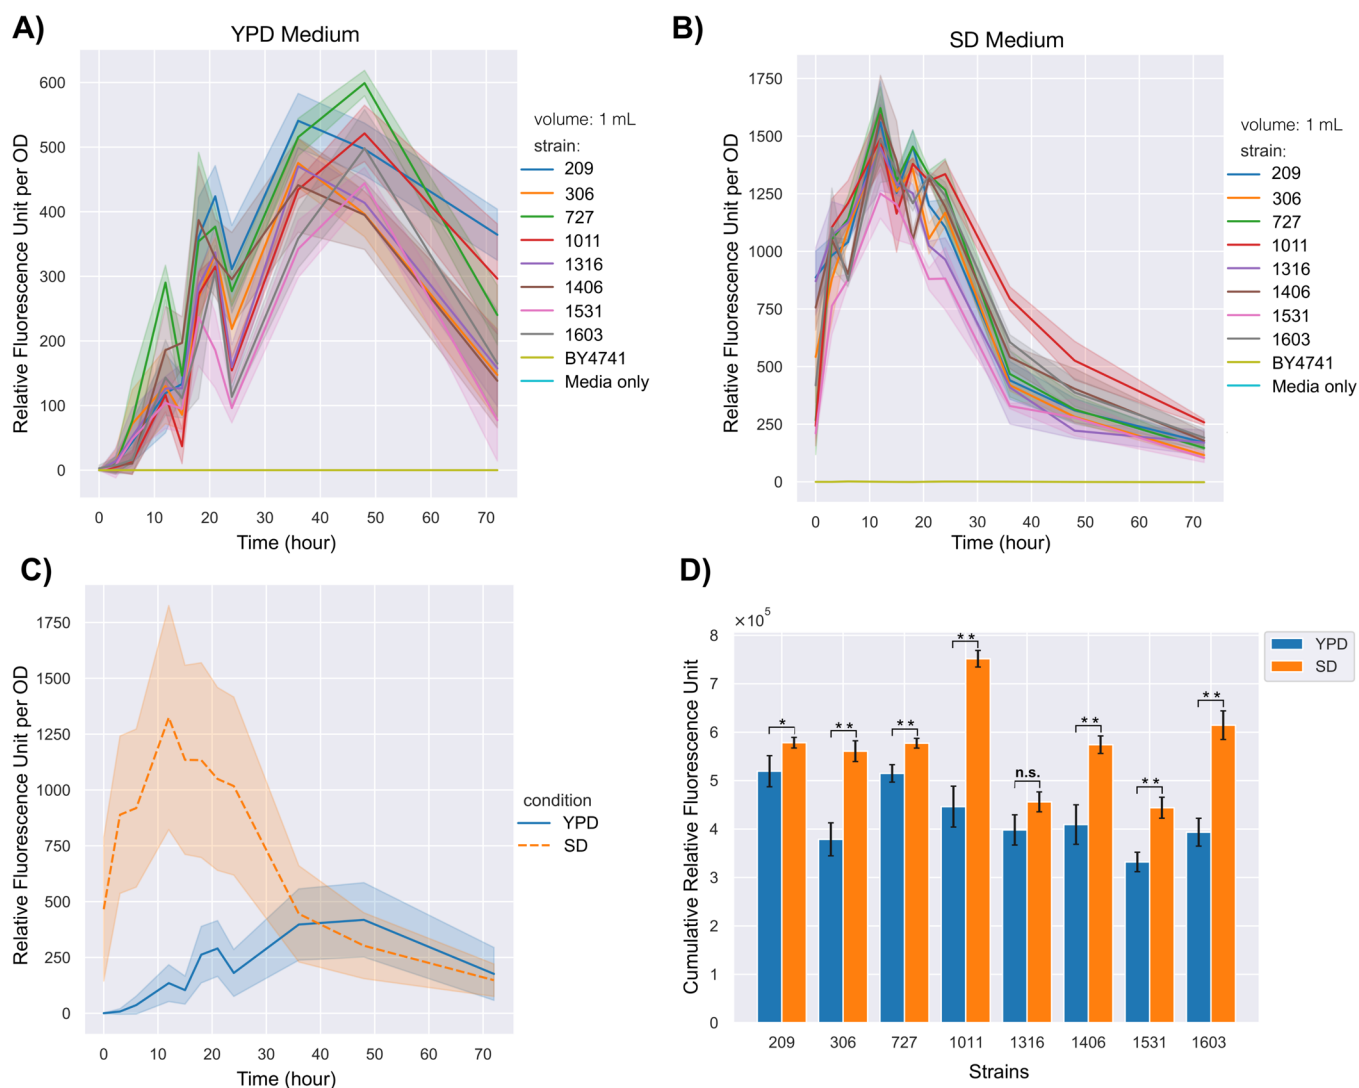 A)
YPD Medium
Relative Fluorescence Unit per OD
600
500
400
300
200
100
0
0 10 20 30 40 50 60 70
Time (hour)
volume: 1 mL
strain:
209
306
727
1011
1316
1406
1531
1603
BY4741
Media only
B)
SD Medium
Relative Fluorescence Unit per OD
1750
1500
1250
1000
750
500
250
0
0 10 20 30 40 50 60 70
Time (hour)
volume: 1 mL
strain:
209
306
727
1011
1316
1406
1531
1603
BY4741
Media only
C)
Relative Fluorescence Unit per OD
1750
1500
1250
1000
750
500
250
0
0 10 20 30 40 50 60 70
Time (hour)
condition
YPD
SD
D)
×10⁵
Cumulative Relative Fluorescence Unit
8
7
6
5
4
3
2
1
0
* ** ** ** n.s. ** ** **
209 306 727 1011 1316 1406 1531 1603
Strains
YPD
SD